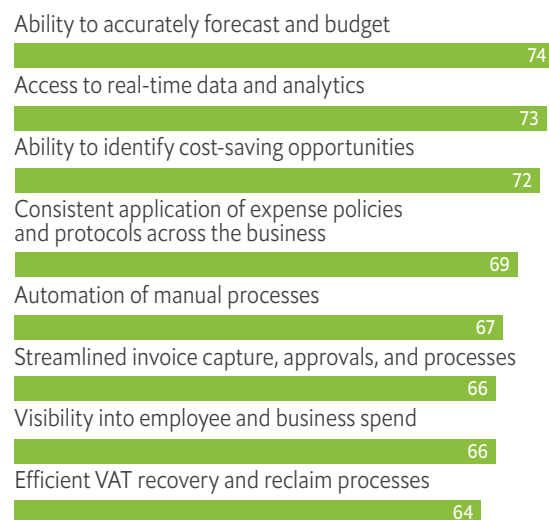 Ability to accurately forecast and budget
74
Access to real-time data and analytics
73
Ability to identify cost-saving opportunities
72
Consistent application of expense policies
and protocols across the business
69
Automation of manual processes
67
Streamlined invoice capture, approvals, and processes
66
Visibility into employee and business spend
66
Efficient VAT recovery and reclaim processes
64